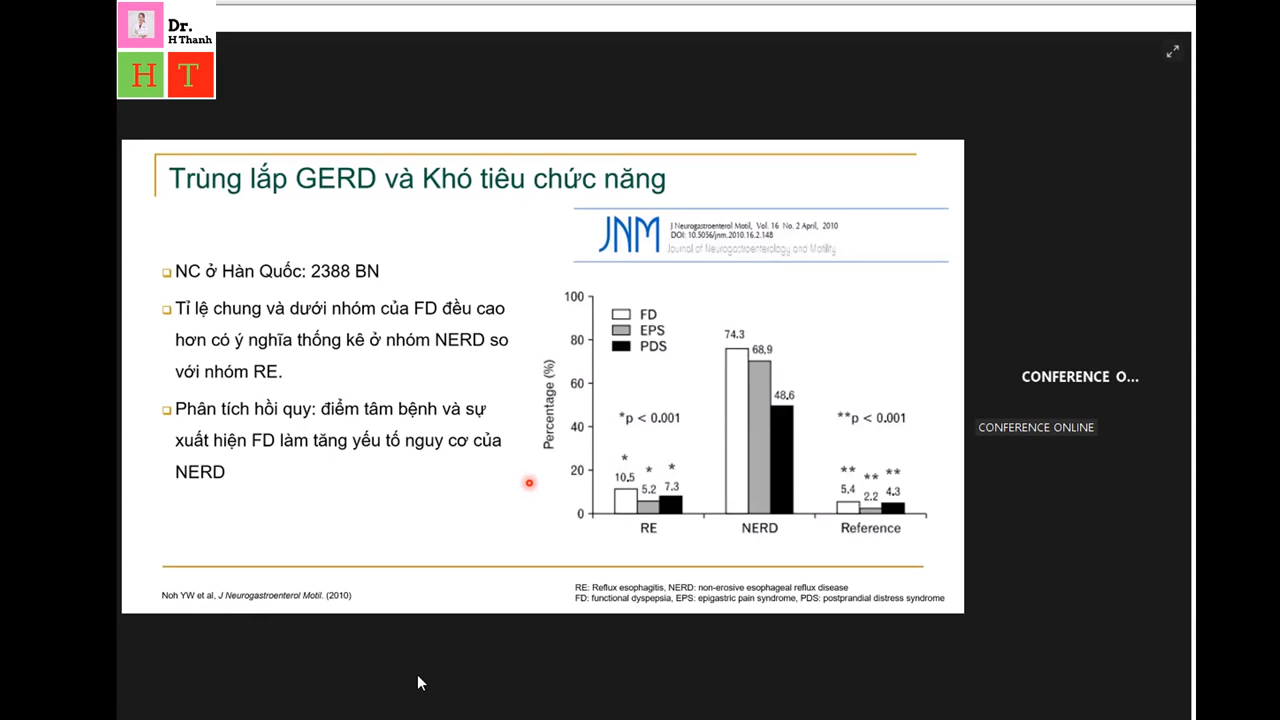 Dr.
H Thanh
H T
Trùng lắp GERD và Khó tiêu chức năng
JNM
J Neurogastroenterol Motil, Vol. 16 No. 2 April, 2010
DOI: 10.5056/jnm.2010.16.2.148
Journal of Neurogastroenterology and Motility
NC ở Hàn Quốc: 2388 BN
Tỉ lệ chung và dưới nhóm của FD đều cao
hơn có ý nghĩa thống kê ở nhóm NERD so
với nhóm RE.
Phân tích hồi quy: điểm tâm bệnh và sự
xuất hiện FD làm tăng yếu tố nguy cơ của
NERD
Percentage (%)
100
80
60
40
20
0
FD
EPS
PDS
*p < 0.001
**p < 0.001
* * *
10.5 5.2 7.3
74.3 68.9 48.6
** ** **
5.4 2.2 4.3
RE NERD Reference
Noh YW et al, J Neurogastroenterol Motil. (2010)
RE: Reflux esophagitis, NERD: non-erosive esophageal reflux disease
FD: functional dyspepsia, EPS: epigastric pain syndrome, PDS: postprandial distress syndrome
CONFERENCE O...
CONFERENCE ONLINE